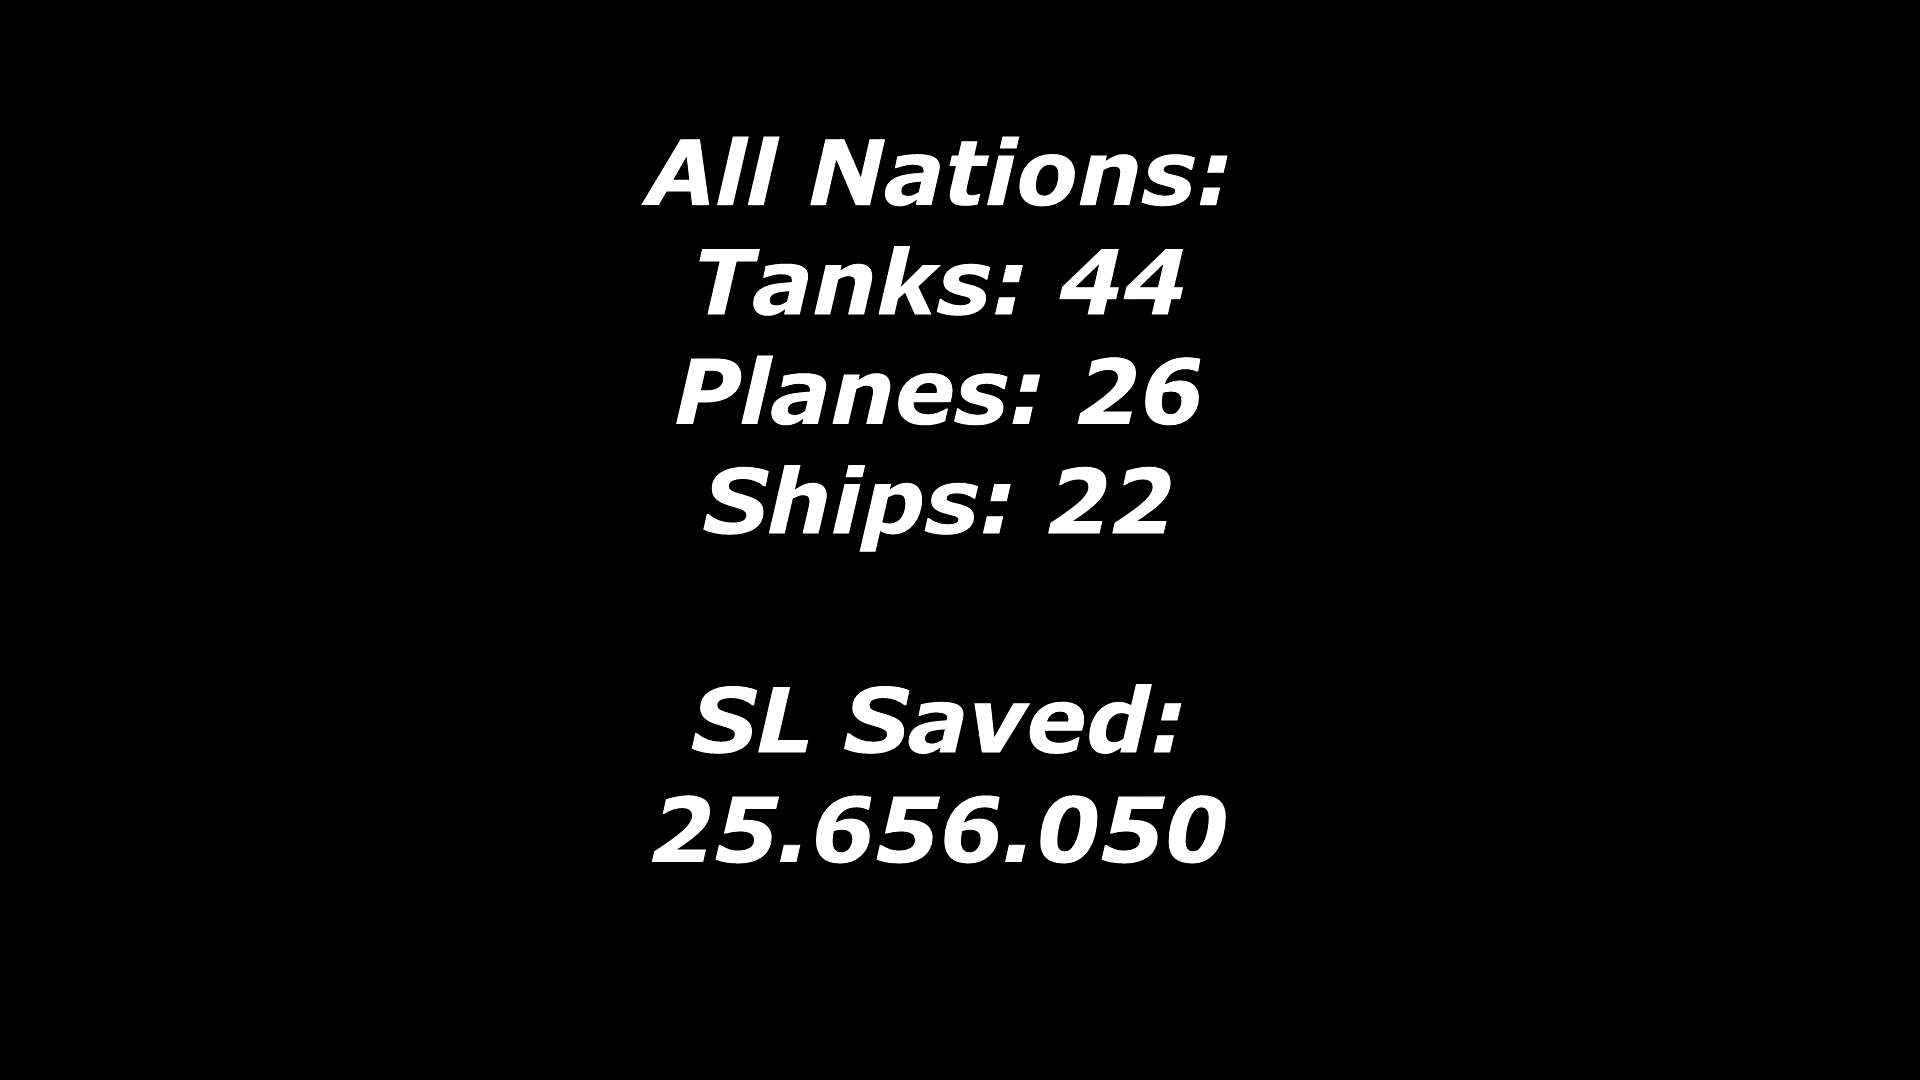 All Nations:
Tanks: 44
Planes: 26
Ships: 22
SL Saved:
25.656.050